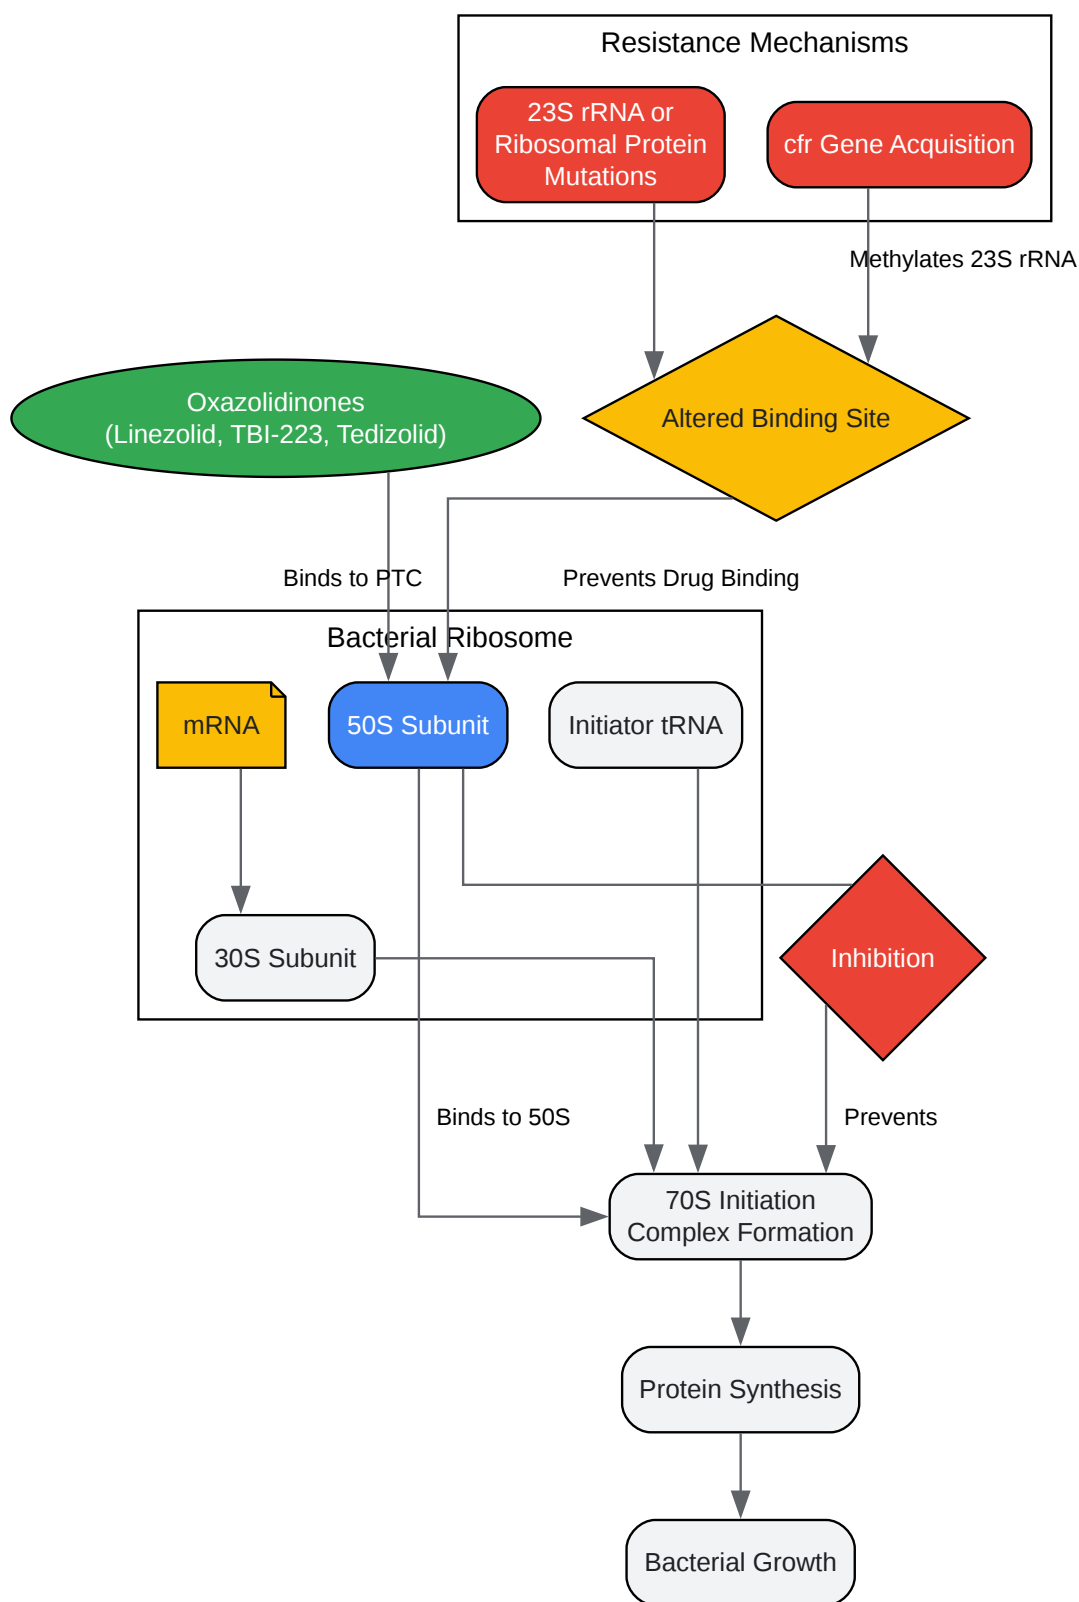 Resistance Mechanisms
23S rRNA or
Ribosomal Protein
Mutations
cfr Gene Acquisition
Methylates 23S rRNA
Oxazolidinones
(Linezolid, TBI-223, Tedizolid)
Altered Binding Site
Binds to PTC
Prevents Drug Binding
Bacterial Ribosome
mRNA
50S Subunit
Initiator tRNA
30S Subunit
Inhibition
Binds to 50S
Prevents
70S Initiation
Complex Formation
Protein Synthesis
Bacterial Growth